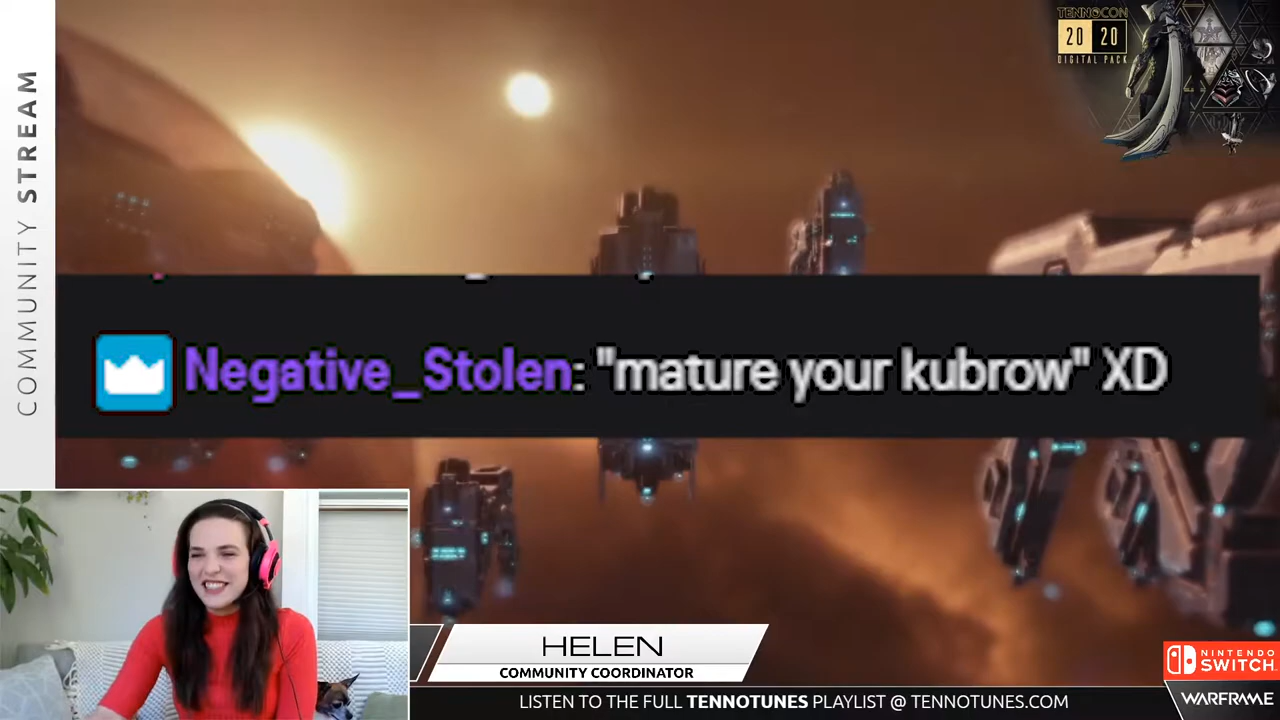 COMMUNITY STREAM
TENNOCON
20 20
DIGITAL PACK
Negative_Stolen: "mature your kubrow" XD
HELEN
COMMUNITY COORDINATOR
LISTEN TO THE FULL TENNOTUNES PLAYLIST @ TENNOTUNES.COM
NINTENDO
SWITCH
WARFRAME